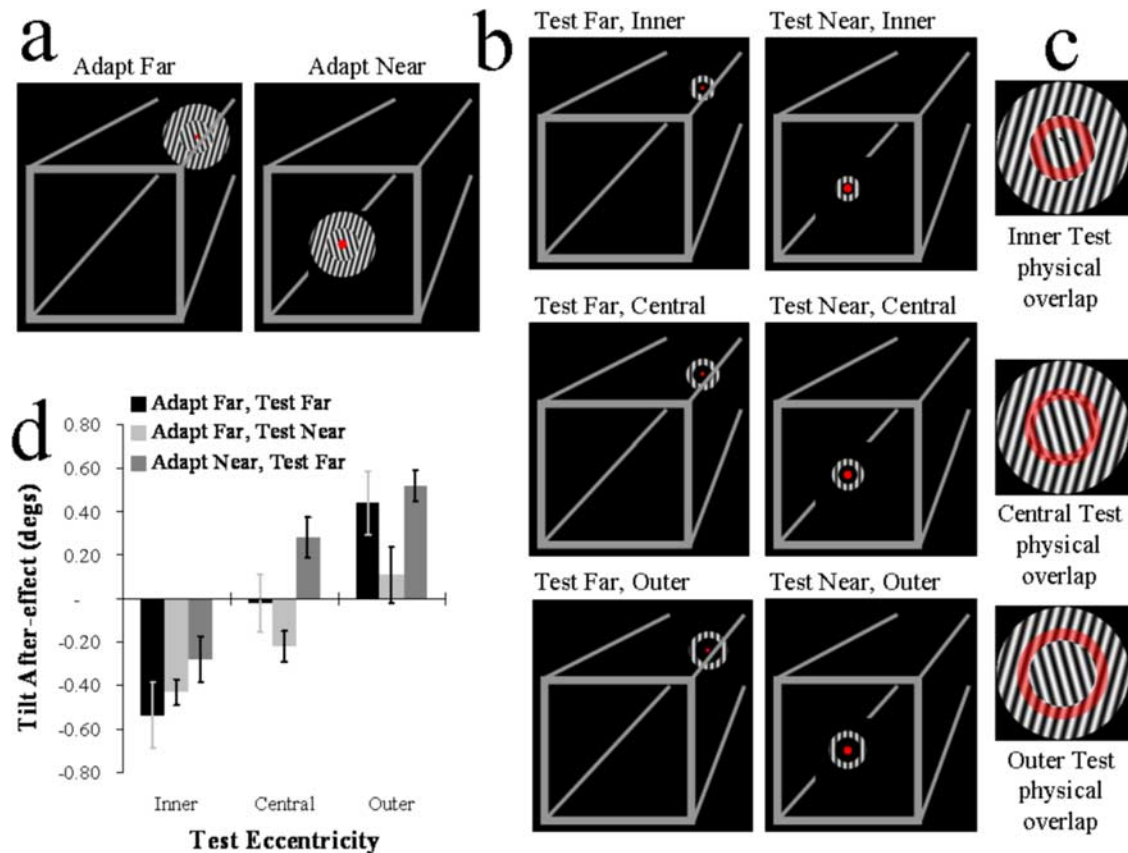 a
Adapt Far
Adapt Near
b
Test Far, Inner
Test Near, Inner
Test Far, Central
Test Near, Central
Test Far, Outer
Test Near, Outer
c
Inner Test
physical
overlap
Central Test
physical
overlap
Outer Test
physical
overlap
d
Adapt Far, Test Far
Adapt Far, Test Near
Adapt Near, Test Far
Tilt After-effect (degs)
0.80
0.60
0.40
0.20
-
-0.20
-0.40
-0.60
-0.80
Inner
Central
Outer
Test Eccentricity